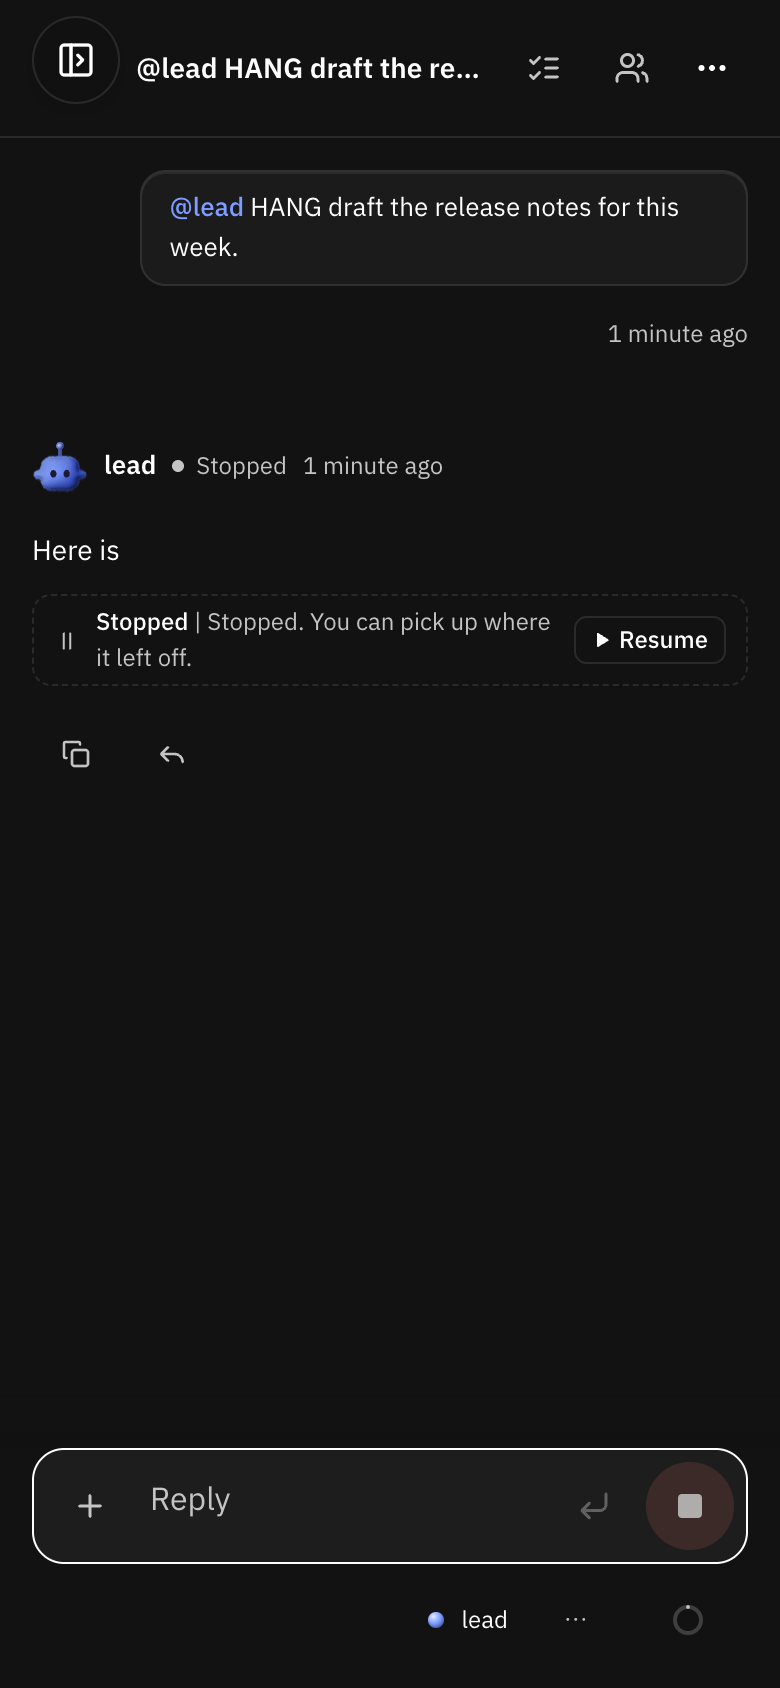 @lead HANG draft the re...
@lead HANG draft the release notes for this
week.
1 minute ago
lead Stopped 1 minute ago
Here is
Stopped | Stopped. You can pick up where
it left off.
Resume
Reply
lead